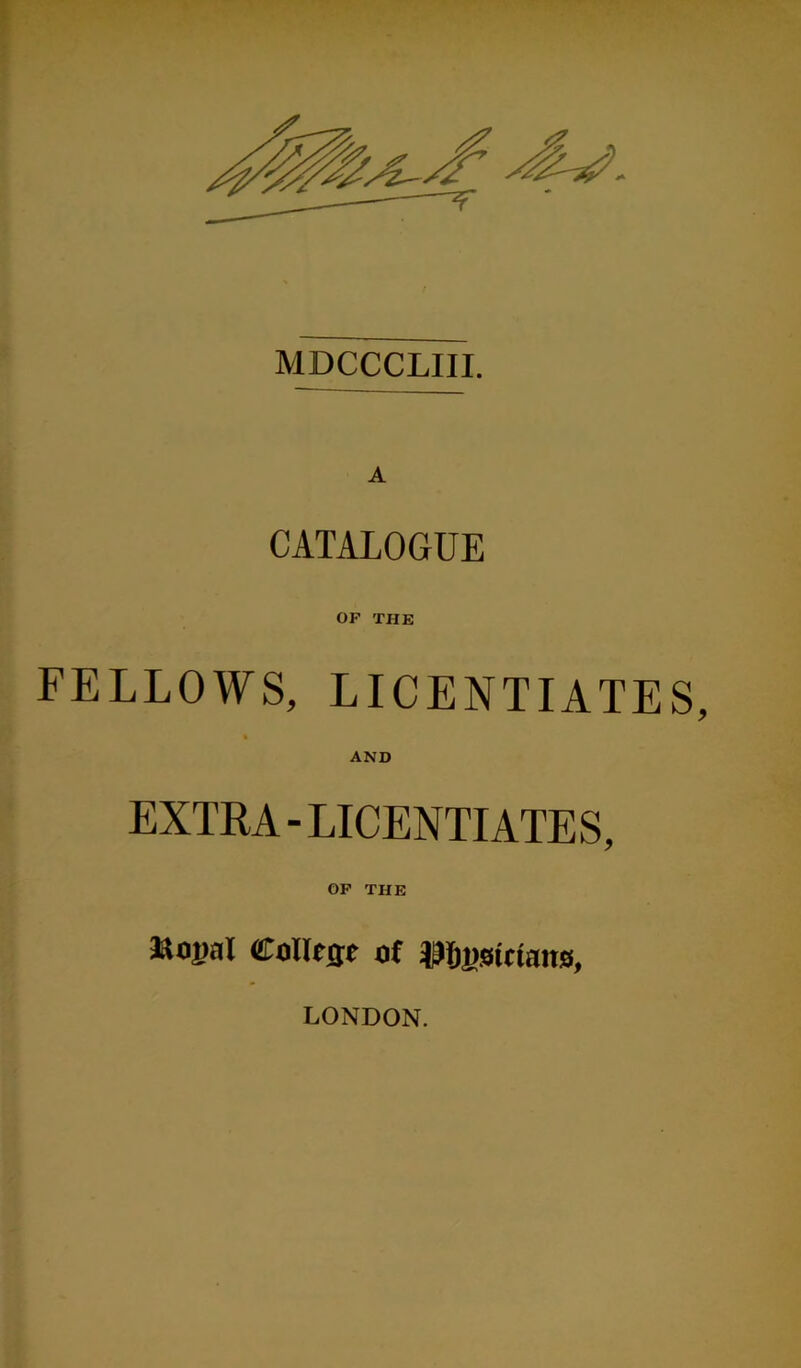 MDCCCLIII.
A
CATALOGUE
OF THE
FELLOWS, LICENTIATES,
AND
EXTRA-LICENTIATES,
OF THE
Royal College of Physicians,
LONDON.